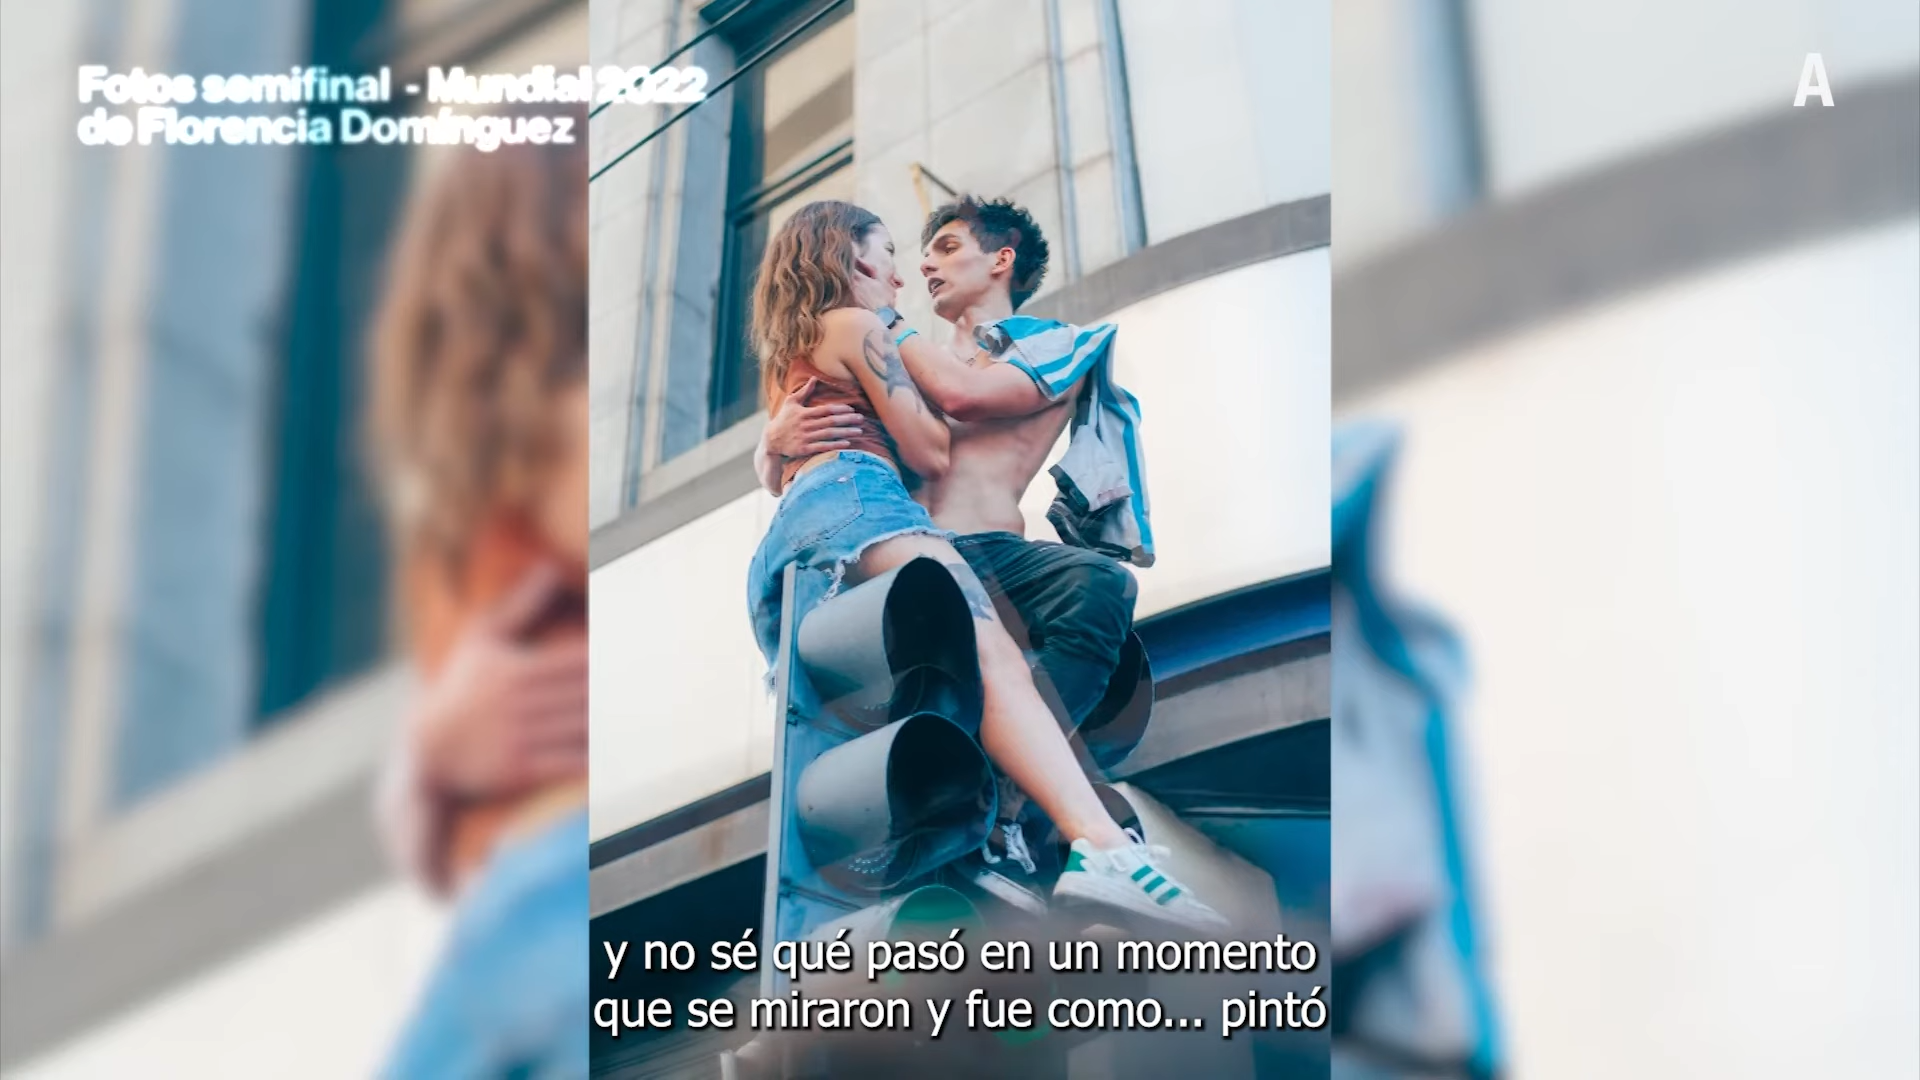 Fotos semifinal - Mundial 2022
de Florencia Domínguez
A
y no sé qué pasó en un momento
que se miraron y fue como... pintó